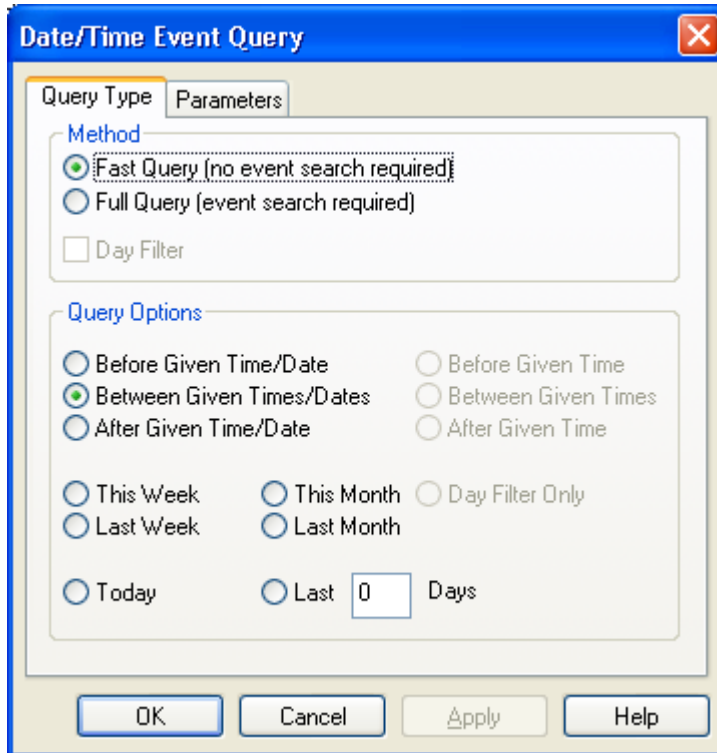 Date/Time Event Query
Query Type Parameters
Method
Fast Query (no event search required)
Full Query (event search required)
Day Filter
Query Options
Before Given Time/Date Before Given Time
Between Given Times/Dates Between Given Times
After Given Time/Date After Given Time
This Week This Month Day Filter Only
Last Week Last Month
Today Last 0 Days
OK Cancel Apply Help